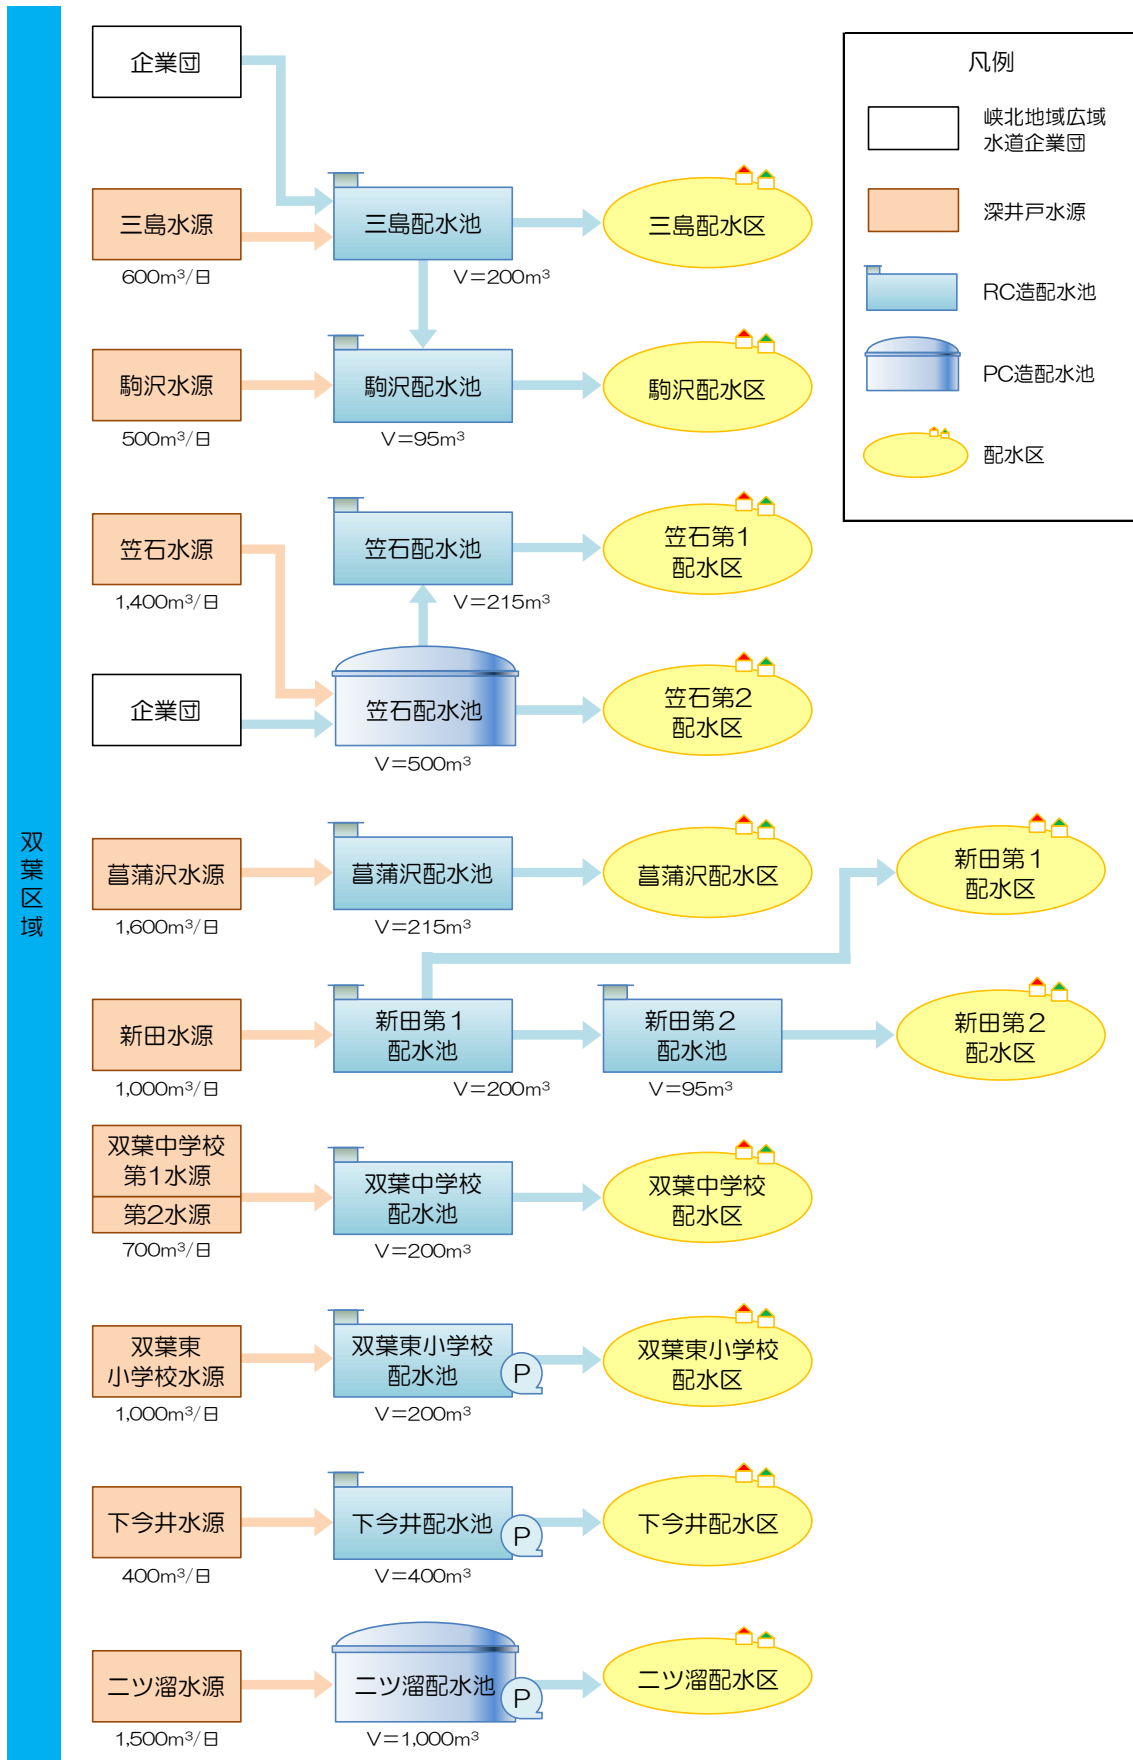 企業団
凡例
峡北地域広域
水道企業団
深井戸水源
RC造配水池
PC造配水池
配水区
双葉区域
三島水源
600m³/日
三島配水池
V=200m³
三島配水区
駒沢水源
500m³/日
駒沢配水池
V=95m³
駒沢配水区
笠石水源
1,400m³/日
笠石配水池
V=215m³
笠石第1
配水区
企業団
笠石配水池
V=500m³
笠石第2
配水区
菖蒲沢水源
1,600m³/日
菖蒲沢配水池
V=215m³
菖蒲沢配水区
新田第1
配水区
新田水源
1,000m³/日
新田第1
配水池
V=200m³
新田第2
配水池
V=95m³
新田第2
配水区
双葉中学校
第1水源
第2水源
700m³/日
双葉中学校
配水池
V=200m³
双葉中学校
配水区
双葉東
小学校水源
1,000m³/日
双葉東小学校
配水池
P
V=200m³
双葉東小学校
配水区
下今井水源
400m³/日
下今井配水池
P
V=400m³
下今井配水区
二ツ溜水源
1,500m³/日
二ツ溜配水池
P
V=1,000m³
二ツ溜配水区